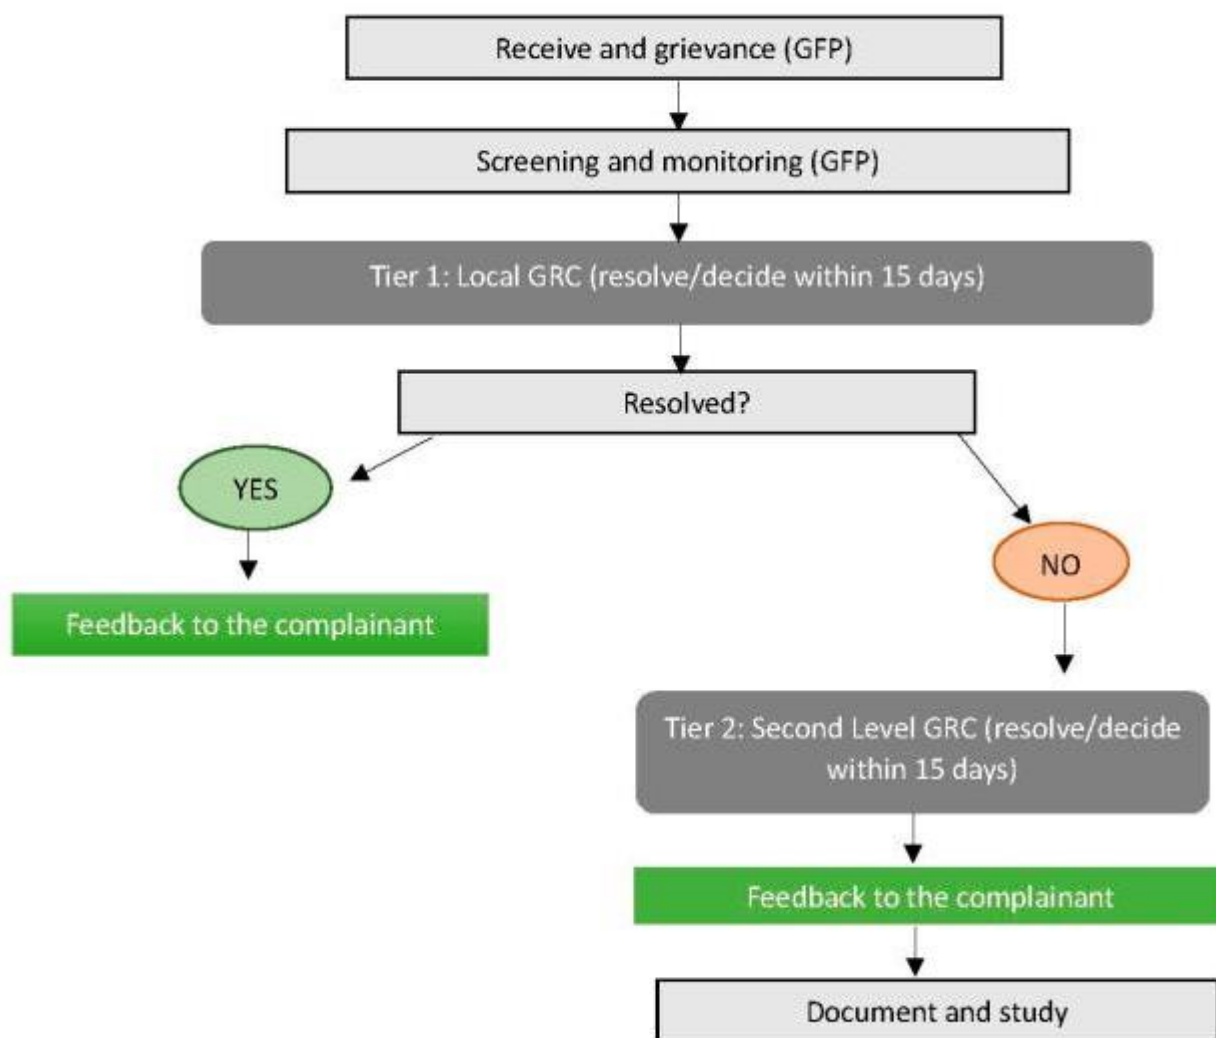 Receive and grievance (GFP)
Screening and monitoring (GFP)
Tier 1: Local GRC (resolve/decide within 15 days)
Resolved?
YES
NO
Feedback to the complainant
Tier 2: Second Level GRC (resolve/decide
within 15 days)
Feedback to the complainant
Document and study